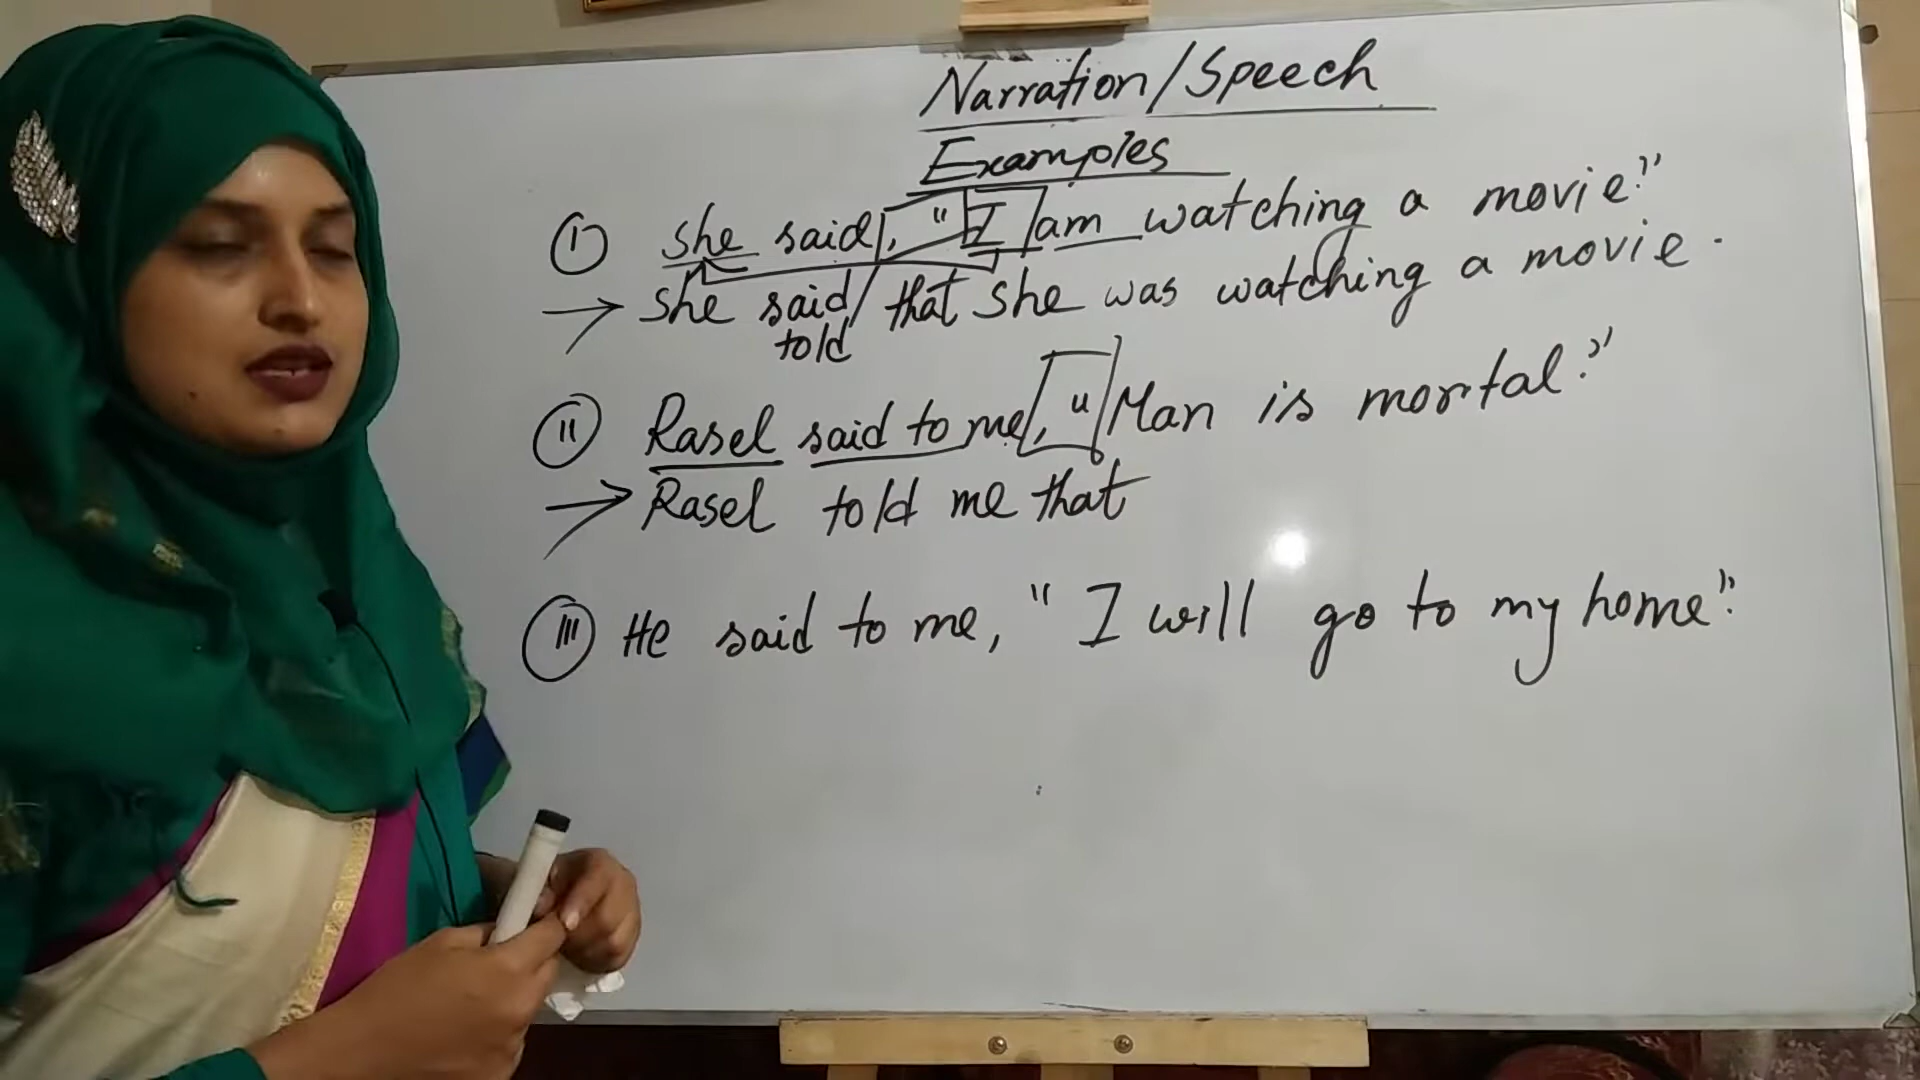 Narration/Speech
Examples
(i) She said, "I am watching a movie."
→ She said/ that she was watching a movie.
told
(ii) Rasel said to me, "Man is mortal."
→ Rasel told me that
(iii) He said to me, "I will go to my home".